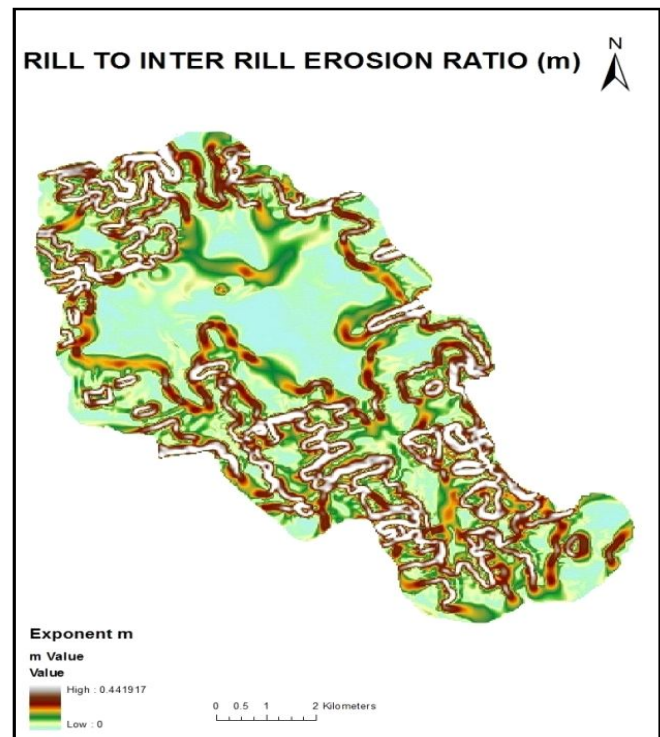 N
RILL TO INTER RILL EROSION RATIO (m)
Exponent m
m Value
Value
High : 0.441917
Low : 0
0 0.5 1 2 Kilometers